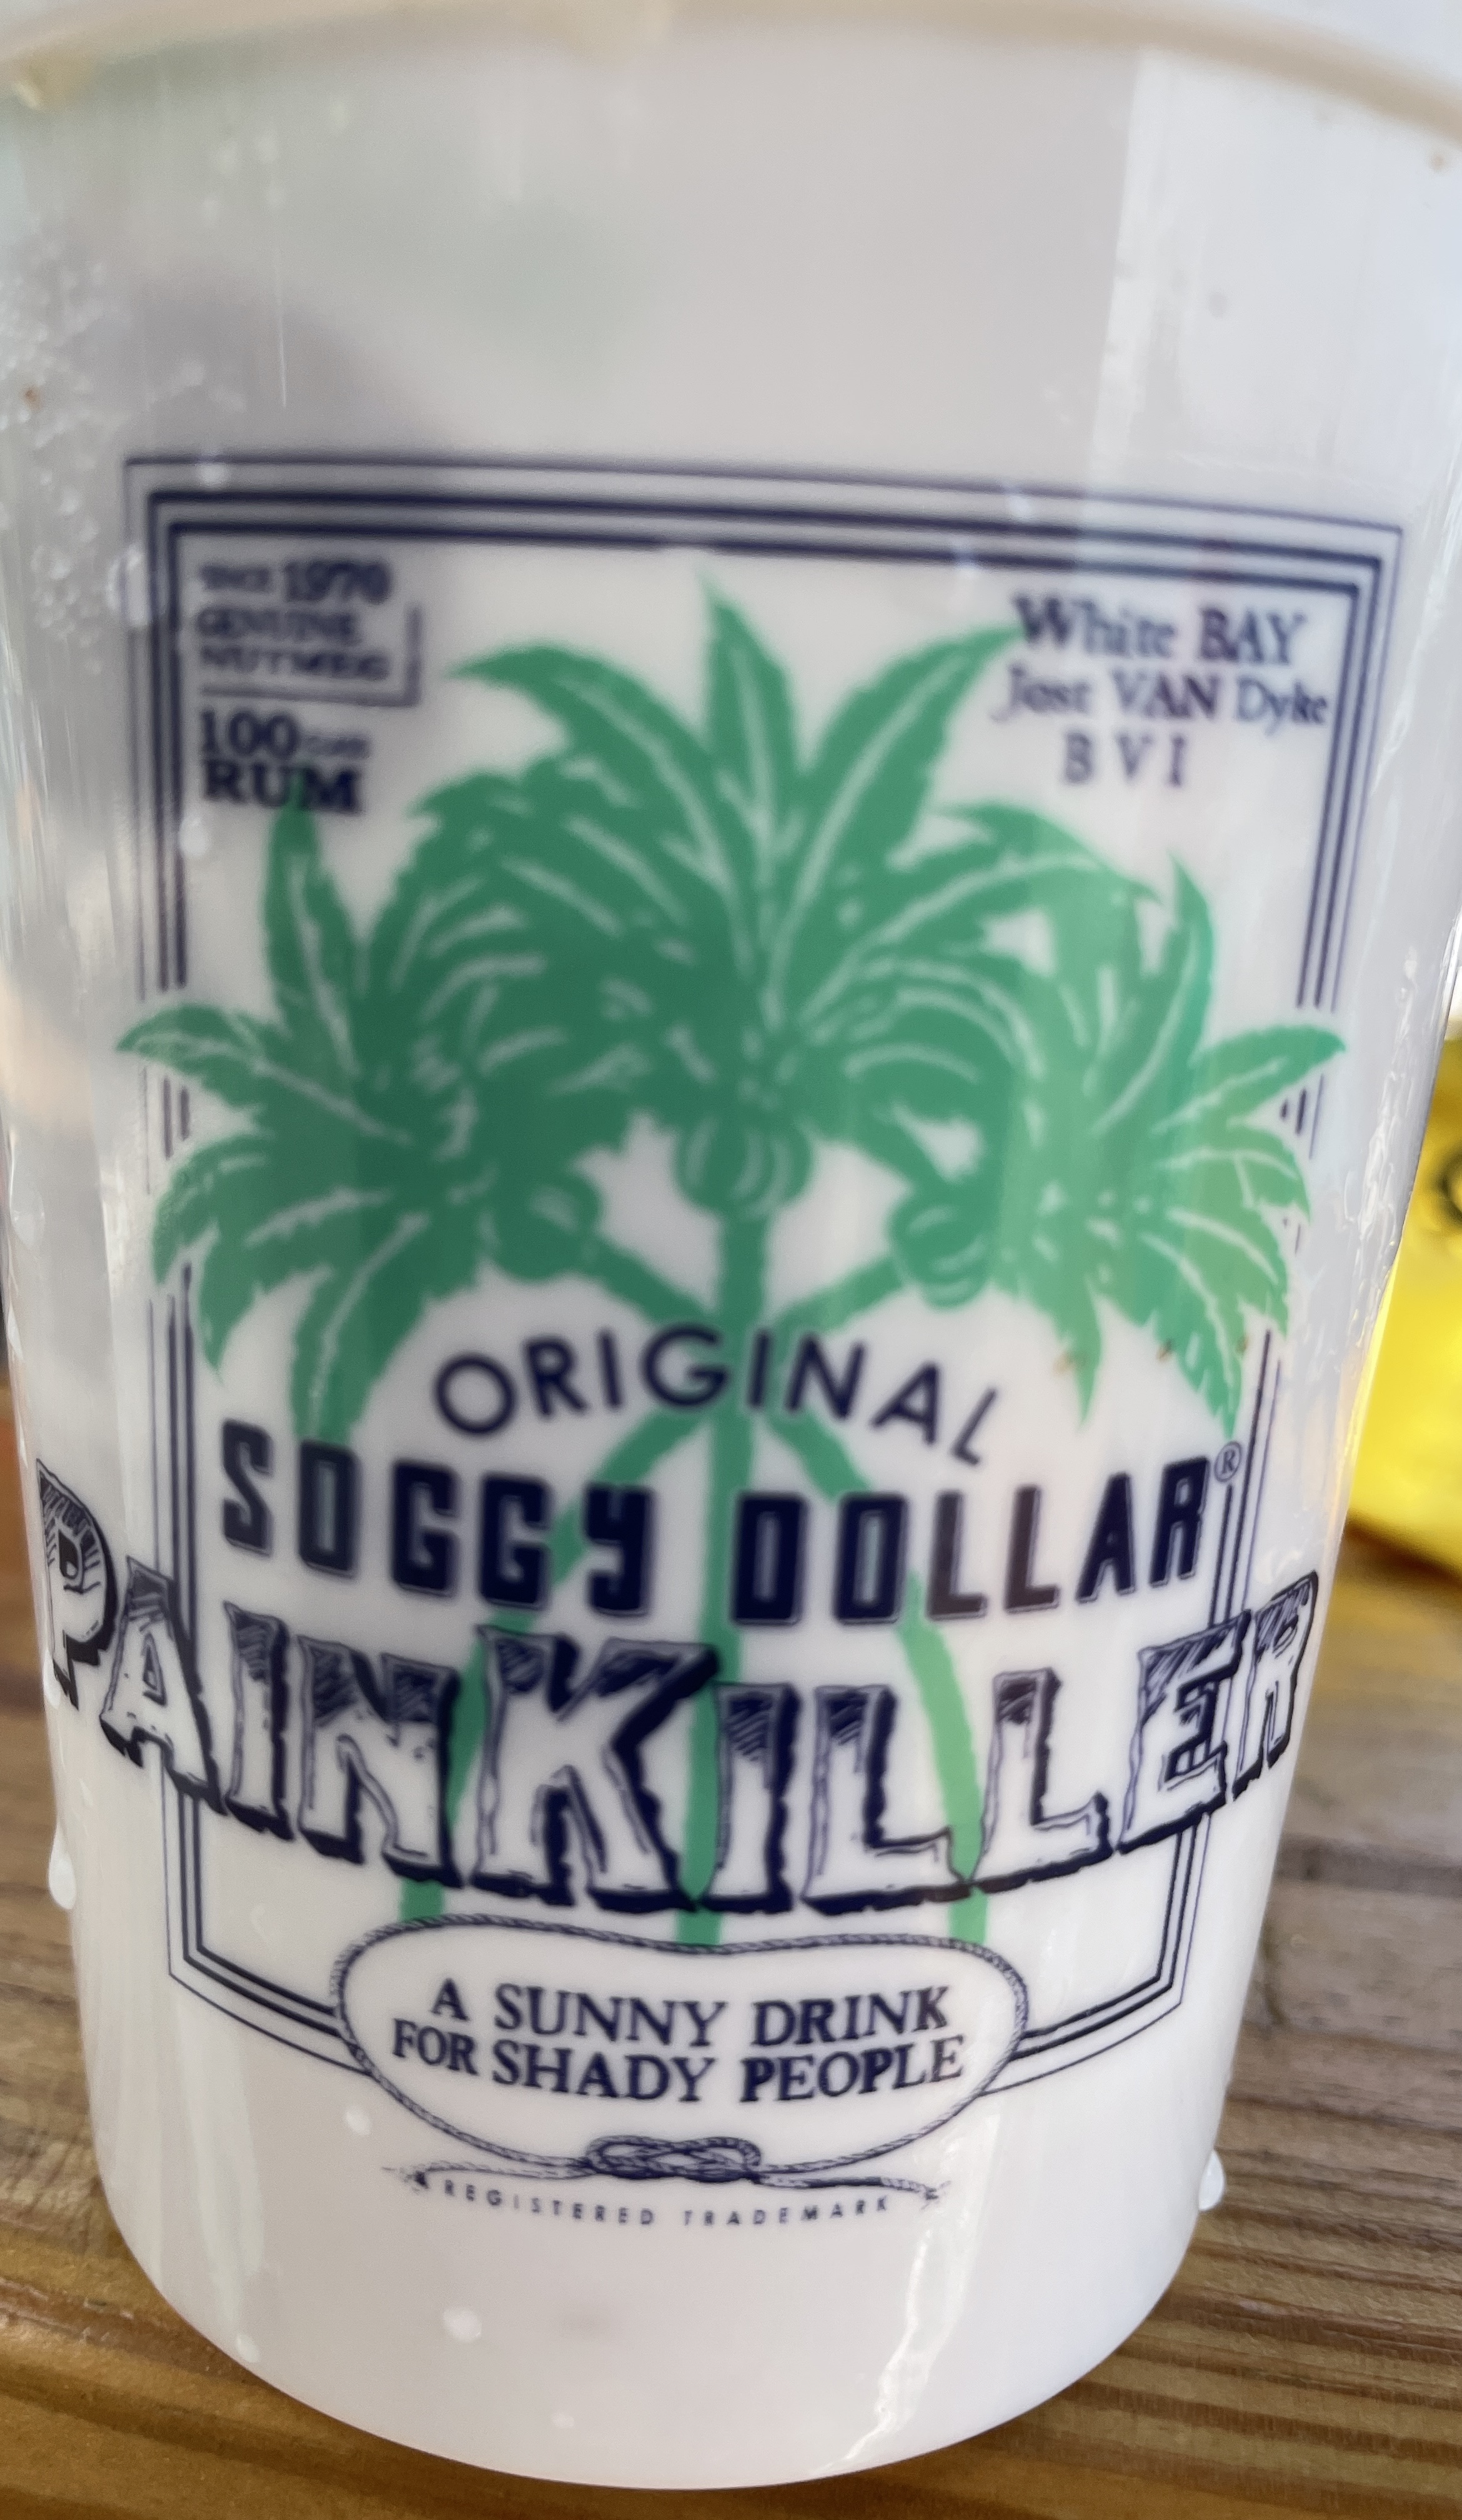 SINCE 1970
GENUINE
NUTMEG
100
RUM
White BAY
Jost VAN Dyke
B V I
ORIGINAL
SOGGY DOLLAR®
PAINKILLER
A SUNNY DRINK
FOR SHADY PEOPLE
REGISTERED TRADEMARK